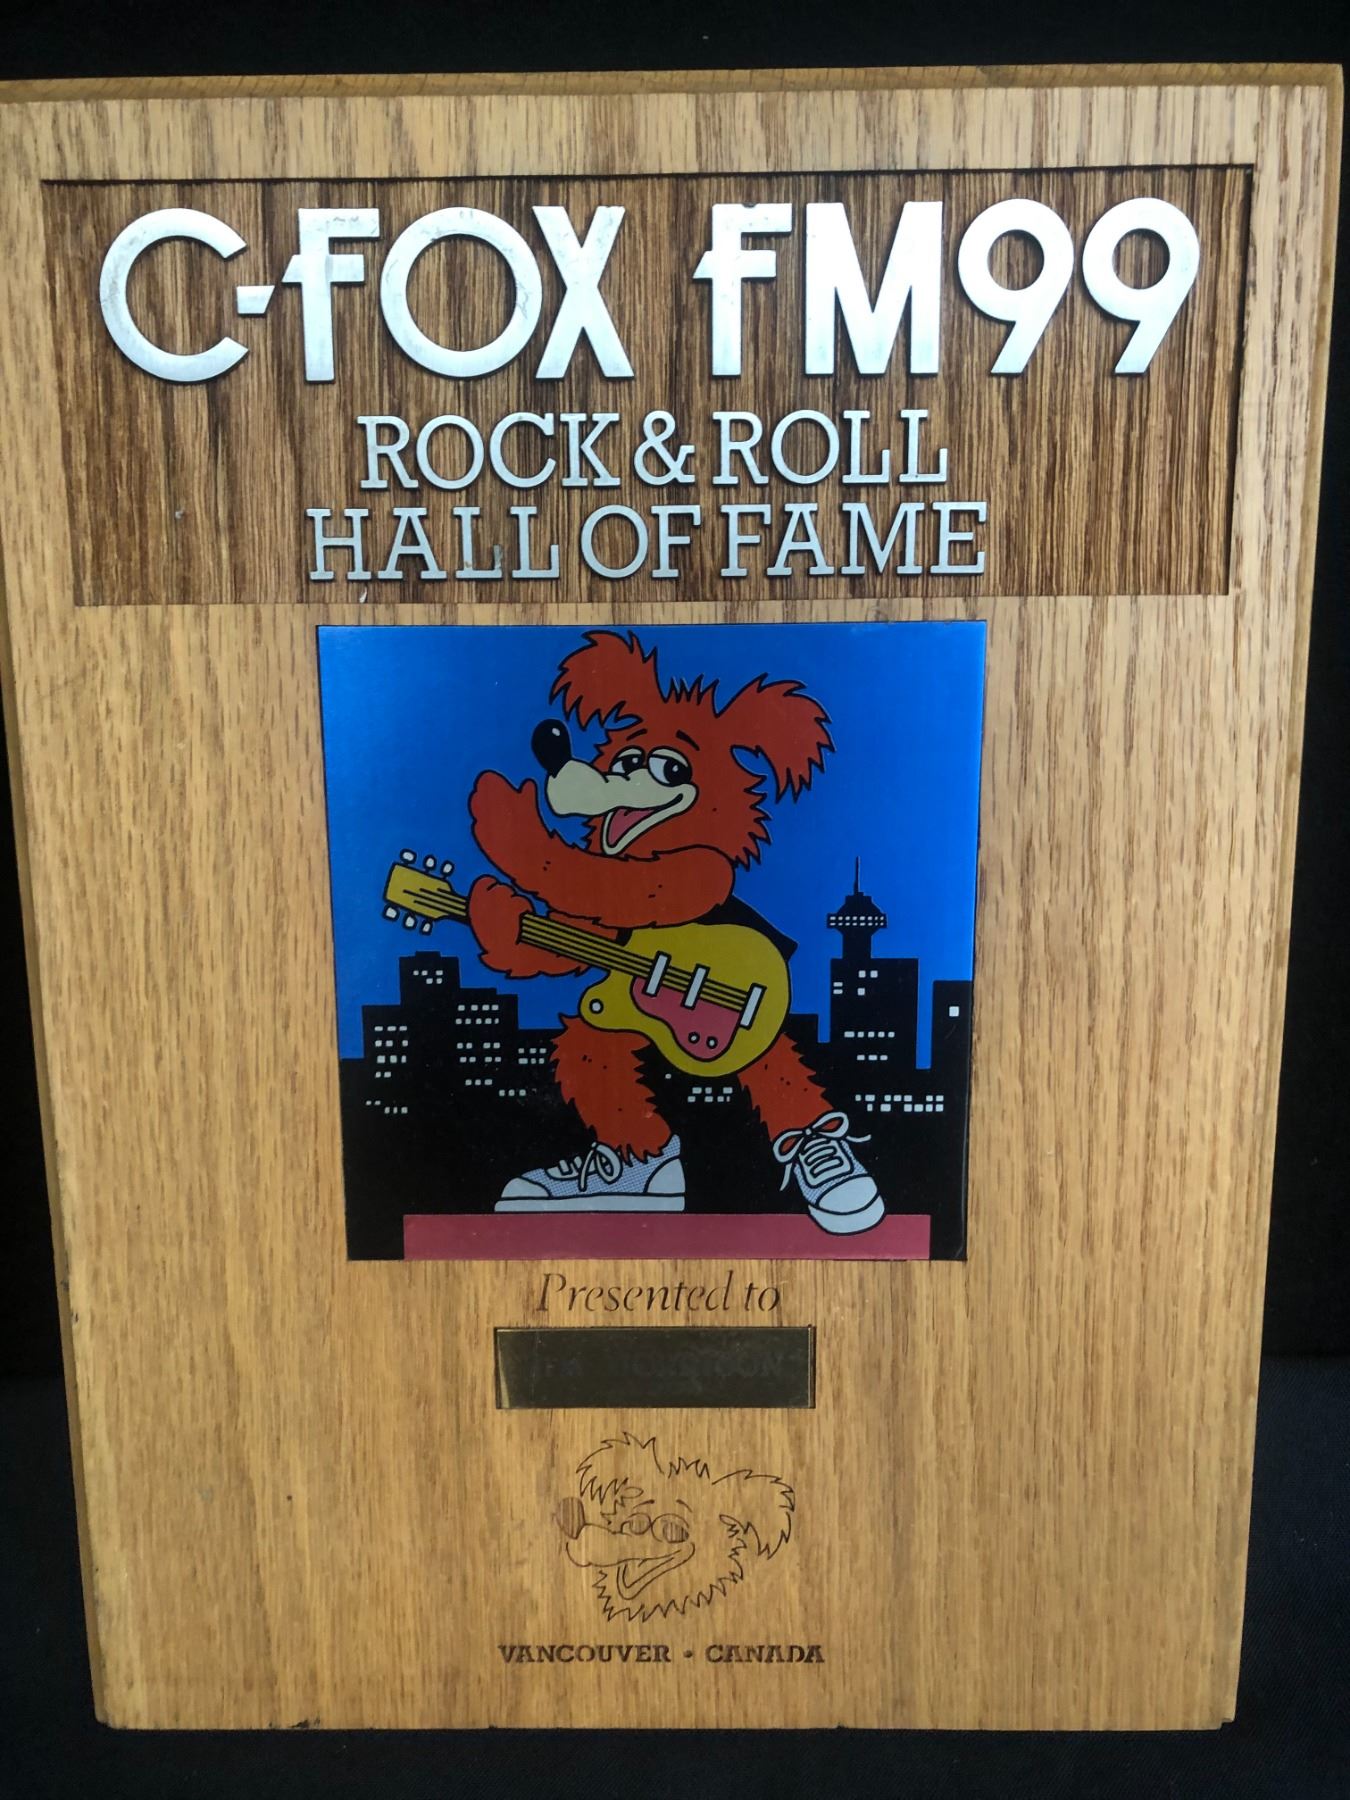 C-FOX FM99
ROCK & ROLL
HALL OF FAME
Presented to
VANCOUVER • CANADA